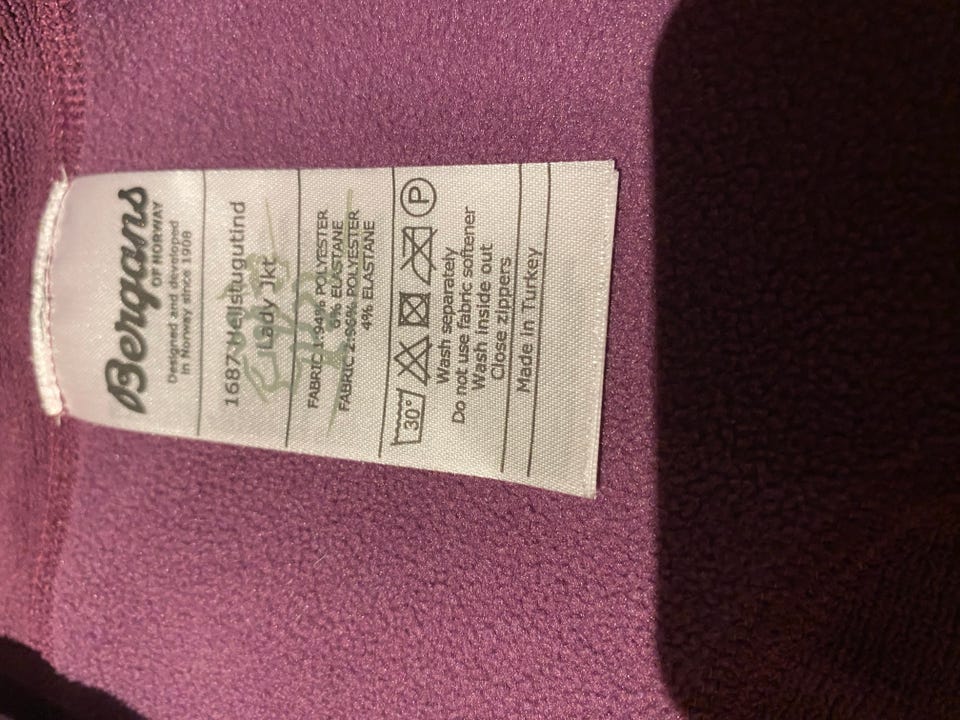 Bergans
OF NORWAY
Designed and developed
in Norway since 1908
1687 Hellstugutind
Lady Jkt
FABRIC 1.94% POLYESTER
6% ELASTANE
FABRIC 2.96% POLYESTER
4% ELASTANE
30° P
Wash separately
Do not use fabric softener
Wash inside out
Close zippers
Made in Turkey